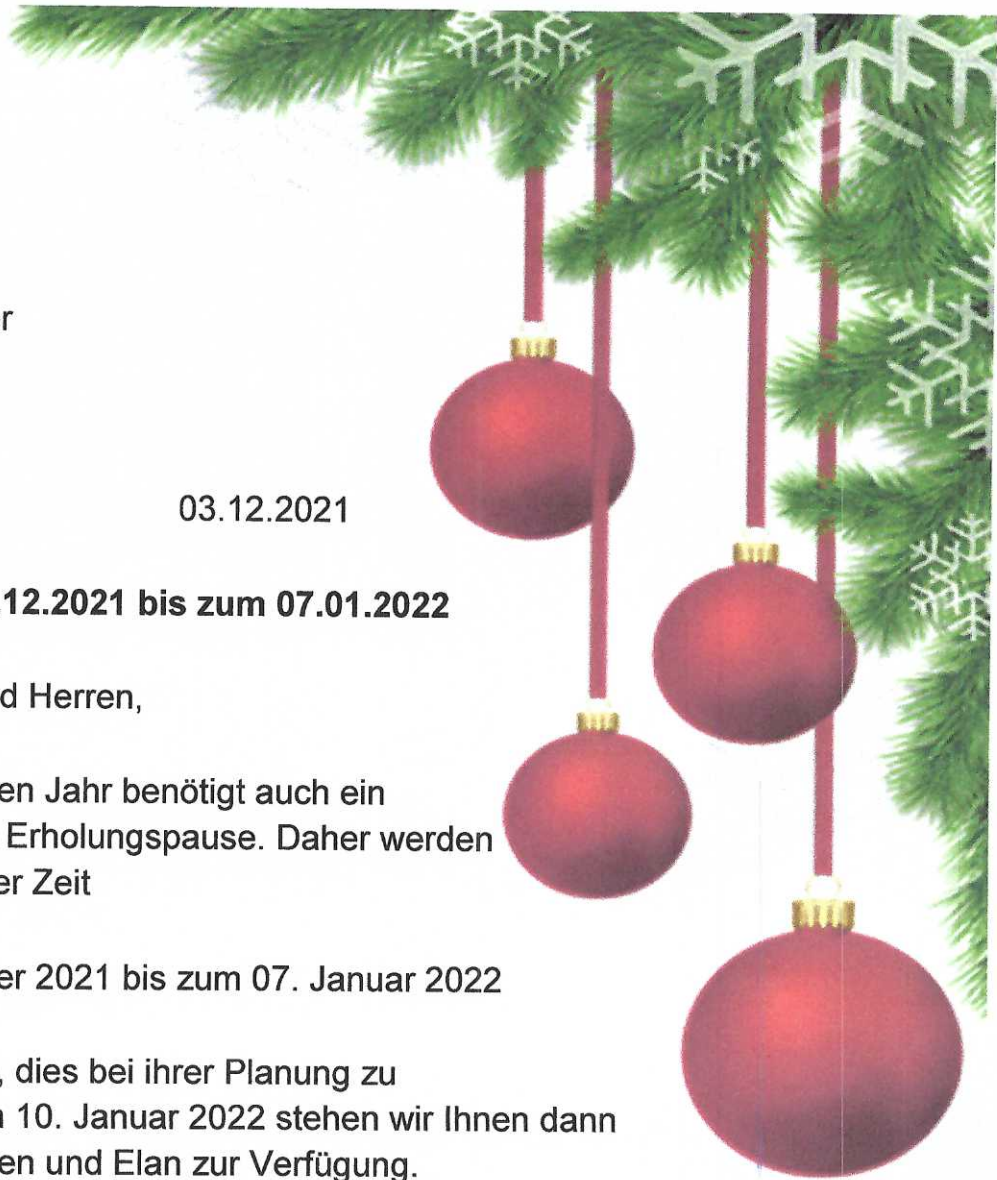 r
03.12.2021
.12.2021 bis zum 07.01.2022
d Herren,
en Jahr benötigt auch ein
Erholungspause. Daher werden
er Zeit
er 2021 bis zum 07. Januar 2022
, dies bei ihrer Planung zu
n 10. Januar 2022 stehen wir Ihnen dann
en und Elan zur Verfügung.